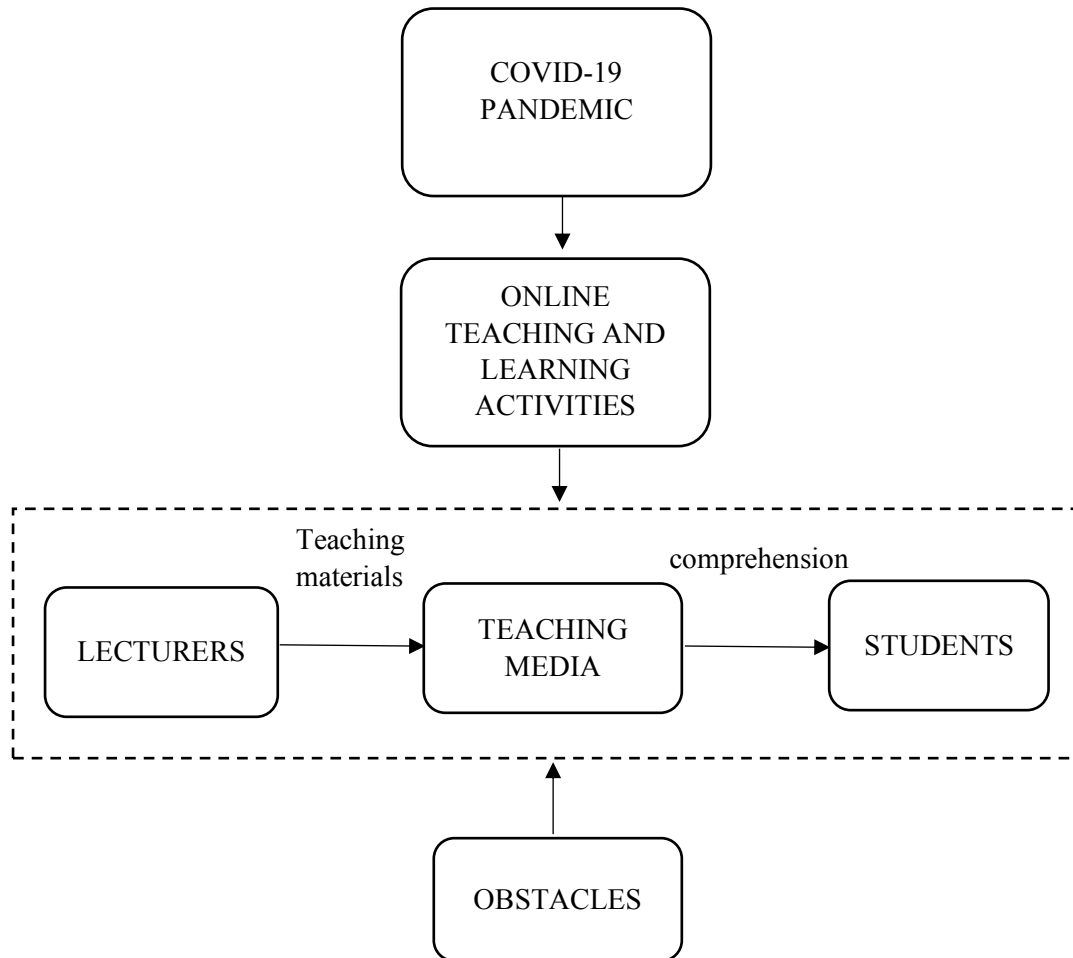 COVID-19
PANDEMIC
ONLINE
TEACHING AND
LEARNING
ACTIVITIES
Teaching
materials
comprehension
LECTURERS
TEACHING
MEDIA
STUDENTS
OBSTACLES